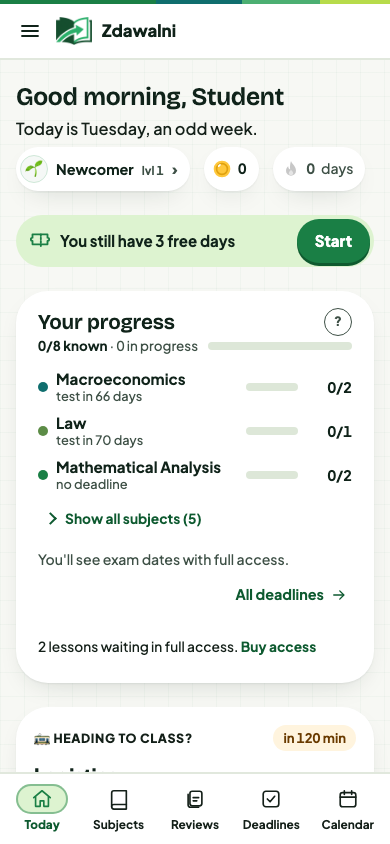 Zdawalni
Good morning, Student
Today is Tuesday, an odd week.
Newcomer lvl 1 ›
0
0 days
You still have 3 free days
Start
Your progress
?
0/8 known · 0 in progress
Macroeconomics
test in 66 days
0/2
Law
test in 70 days
0/1
Mathematical Analysis
no deadline
0/2
Show all subjects (5)
You'll see exam dates with full access.
All deadlines →
2 lessons waiting in full access. Buy access
HEADING TO CLASS?
in 120 min
Today
Subjects
Reviews
Deadlines
Calendar